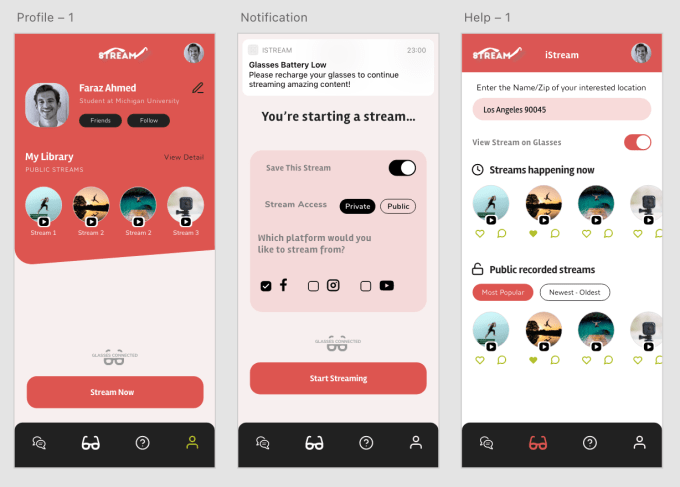 Profile – 1
STREAM
Faraz Ahmed
Student at Michigan University
Friends
Follow
My Library
View Detail
PUBLIC STREAMS
Stream 1
Stream 2
Stream 2
Stream 3
GLASSES CONNECTED
Stream Now
Notification
ISTREAM
23:00
Glasses Battery Low
Please recharge your glasses to continue
streaming amazing content!
You're starting a stream...
Save This Stream
Stream Access
Private
Public
Which platform would you
like to stream from?
GLASSES CONNECTED
Start Streaming
Help – 1
STREAM
iStream
Enter the Name/Zip of your interested location
Los Angeles 90045
View Stream on Glasses
Streams happening now
Public recorded streams
Most Popular
Newest - Oldest